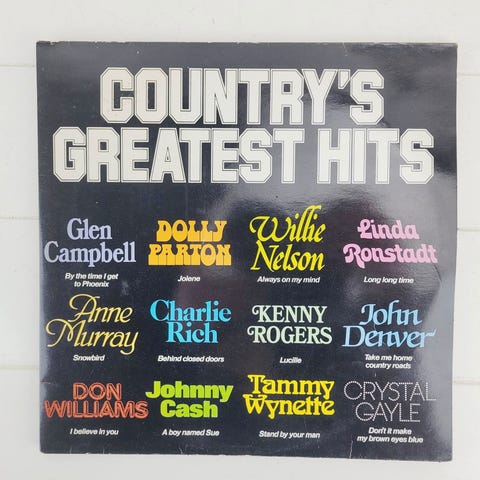 COUNTRY'S
GREATEST HITS
Glen
Campbell
By the time I get
to Phoenix
DOLLY
PARTON
Jolene
Willie
Nelson
Always on my mind
Linda
Ronstadt
Long long time
Anne
Murray
Snowbird
Charlie
Rich
Behind closed doors
KENNY
ROGERS
Lucille
John
Denver
Take me home
country roads
DON
WILLIAMS
I believe in you
Johnny
Cash
A boy named Sue
Tammy
Wynette
Stand by your man
CRYSTAL
GAYLE
Don't it make
my brown eyes blue